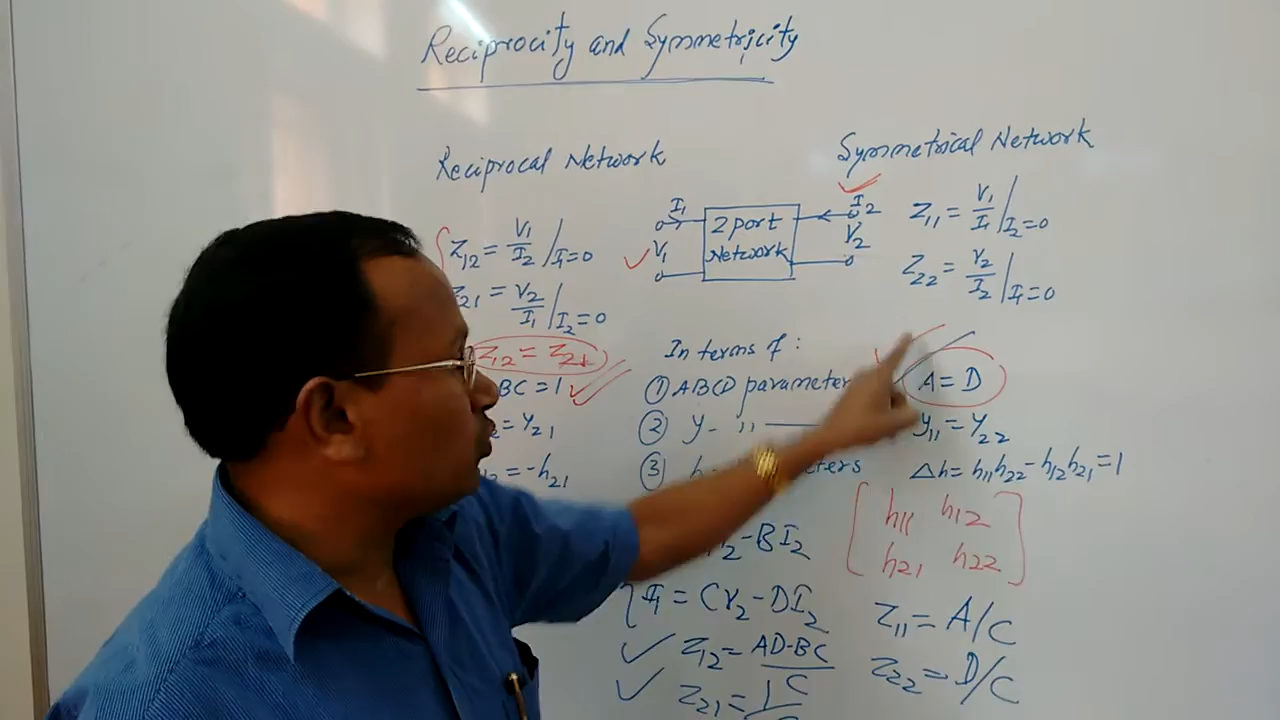 Reciprocity and Symmetricity
Reciprocal Network
Z12 = V1/I2 | I1=0
Z21 = V2/I1 | I2=0
Z12 = Z21
BC = 1
= Y21
= -h21
I1
V1
2 port
Network
I2
V2
In terms of :
① ABCD parameter
② y- " —
③ h- ters
2 - BI2
I1 = CV2 - DI2
Z12 = AD-BC/C
Z21 = 1/C
Symmetrical Network
Z11 = V1/I1 | I2=0
Z22 = V2/I2 | I1=0
A = D
y11 = Y22
Δh = h11h22 - h12h21 = 1
h11 h12
h21 h22
Z11 = A/C
Z22 = D/C